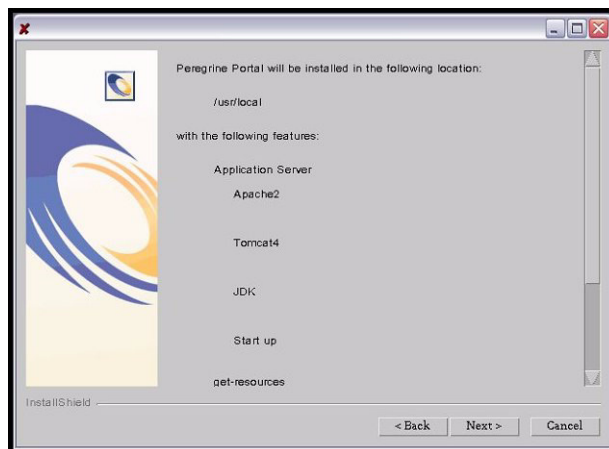 Peregrine Portal will be installed in the following location:
/usr/local
with the following features:
Application Server
Apache2
Tomcat4
JDK
Start up
get-resources
InstallShield
< Back
Next >
Cancel